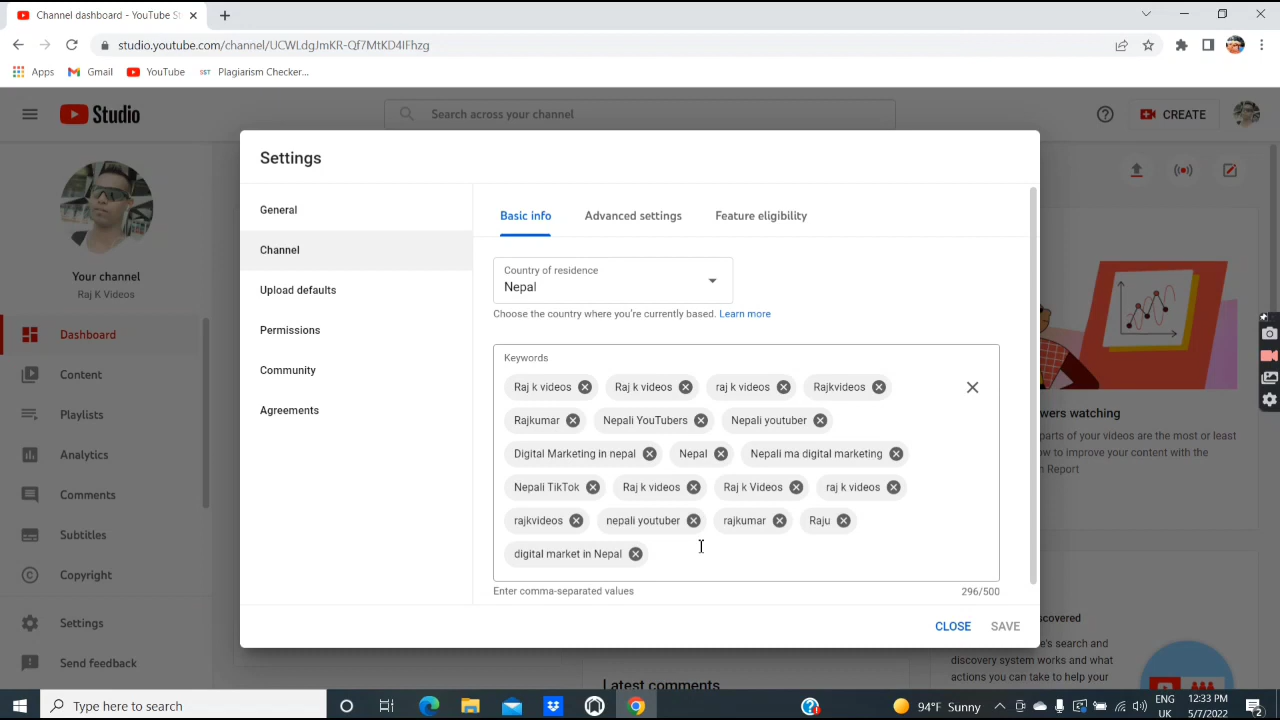 Channel dashboard - YouTube St
studio.youtube.com/channel/UCWLdgJmKR-Qf7MtKD4IFhzg
Apps Gmail YouTube SST Plagiarism Checker...
Studio
Search across your channel
CREATE
Your channel
Raj K Videos
Dashboard
Content
Playlists
Analytics
Comments
Subtitles
Copyright
Settings
Send feedback
Settings
General
Channel
Upload defaults
Permissions
Community
Agreements
Basic info Advanced settings Feature eligibility
Country of residence
Nepal
Choose the country where you're currently based. Learn more
Keywords
Raj k videos Raj k videos raj k videos Rajkvideos
Rajkumar Nepali YouTubers Nepali youtuber
Digital Marketing in nepal Nepal Nepali ma digital marketing
Nepali TikTok Raj k videos Raj k Videos raj k videos
rajkvideos nepali youtuber rajkumar Raju
digital market in Nepal
Enter comma-separated values 296/500
CLOSE SAVE
wers watching
parts of your videos are the most or least
ow to improve your content with the
n Report
covered
e's search and
discovery system works and what
actions you can take to help your
Latest comments
Type here to search
94°F Sunny
ENG
UK
12:33 PM
5/7/2022
2